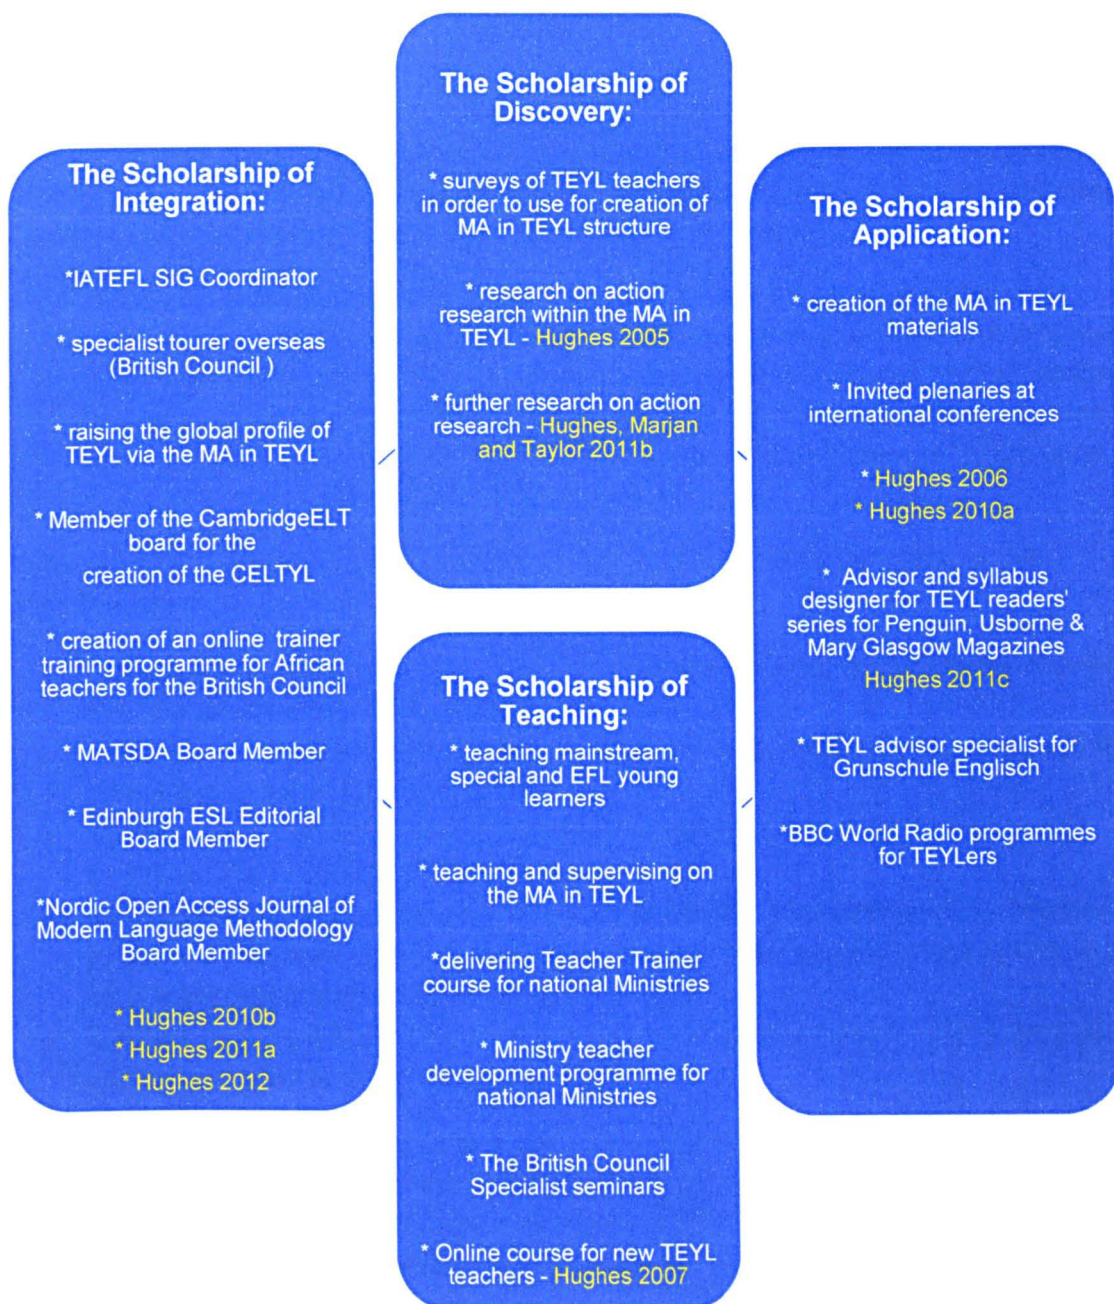 The Scholarship of
Discovery:
* surveys of TEYL teachers
in order to use for creation of
MA in TEYL structure
* research on action
research within the MA in
TEYL - Hughes 2005
* further research on action
research - Hughes, Marjan
and Taylor 2011b
The Scholarship of
Integration:
*IATEFL SIG Coordinator
* specialist tourer overseas
(British Council )
* raising the global profile of
TEYL via the MA in TEYL
* Member of the CambridgeELT
board for the
creation of the CELTYL
* creation of an online trainer
training programme for African
teachers for the British Council
* MATSDA Board Member
* Edinburgh ESL Editorial
Board Member
*Nordic Open Access Journal of
Modern Language Methodology
Board Member
* Hughes 2010b
* Hughes 2011a
* Hughes 2012
The Scholarship of
Application:
* creation of the MA in TEYL
materials
* Invited plenaries at
international conferences
* Hughes 2006
* Hughes 2010a
* Advisor and syllabus
designer for TEYL readers'
series for Penguin, Usborne &
Mary Glasgow Magazines
Hughes 2011c
* TEYL advisor specialist for
Grunschule Englisch
*BBC World Radio programmes
for TEYLers
The Scholarship of
Teaching:
* teaching mainstream,
special and EFL young
learners
* teaching and supervising on
the MA in TEYL
*delivering Teacher Trainer
course for national Ministries
* Ministry teacher
development programme for
national Ministries
* The British Council
Specialist seminars
* Online course for new TEYL
teachers - Hughes 2007